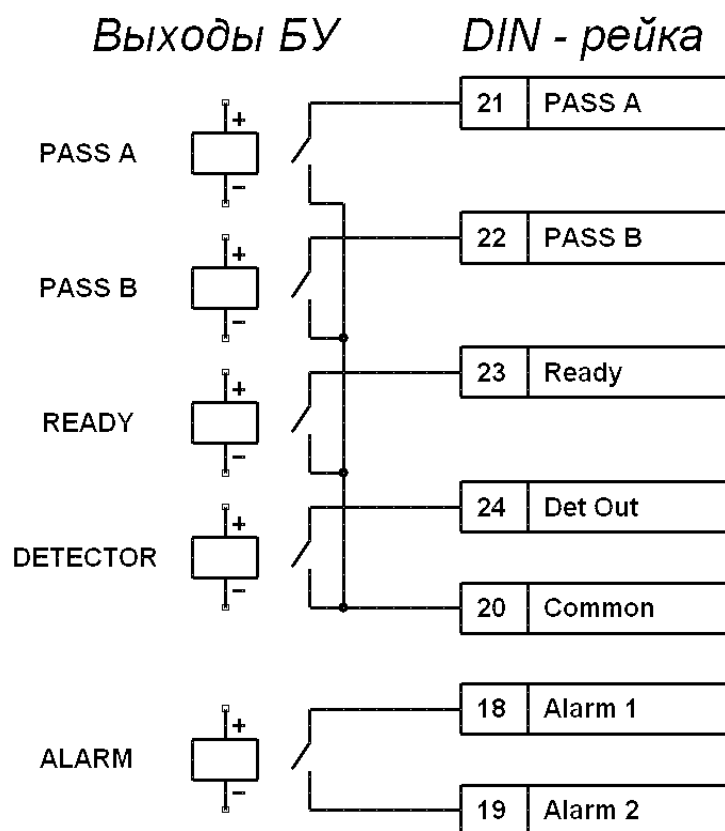 Выходы БУ DIN - рейка
21 PASS A
+
PASS A
-
22 PASS B
+
PASS B
-
23 Ready
+
READY
-
24 Det Out
+
DETECTOR
-
20 Common
18 Alarm 1
+
ALARM
-
19 Alarm 2